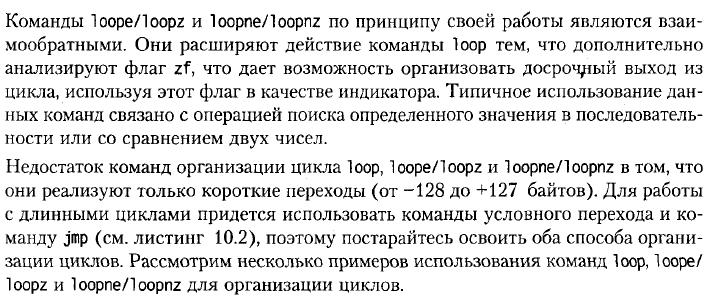 Команды loope/loopz и loopne/loopnz по принципу своей работы являются взаи-
мообратными. Они расширяют действие команды loop тем, что дополнительно
анализируют флаг zf, что дает возможность организовать досрочный выход из
цикла, используя этот флаг в качестве индикатора. Типичное использование дан-
ных команд связано с операцией поиска определенного значения в последователь-
ности или со сравнением двух чисел.
Недостаток команд организации цикла loop, loope/loopz и loopne/loopnz в том, что
они реализуют только короткие переходы (от −128 до +127 байтов). Для работы
с длинными циклами придется использовать команды условного перехода и ко-
манду jmp (см. листинг 10.2), поэтому постарайтесь освоить оба способа органи-
зации циклов. Рассмотрим несколько примеров использования команд loop, loope/
loopz и loopne/loopnz для организации циклов.